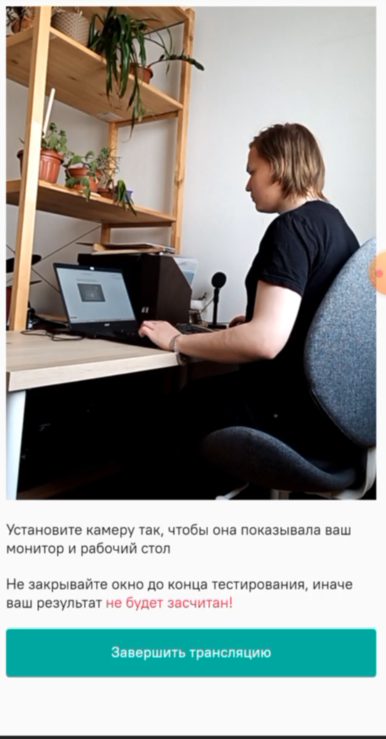 Установите камеру так, чтобы она показывала ваш
монитор и рабочий стол
Не закрывайте окно до конца тестирования, иначе
ваш результат не будет засчитан!
Завершить трансляцию